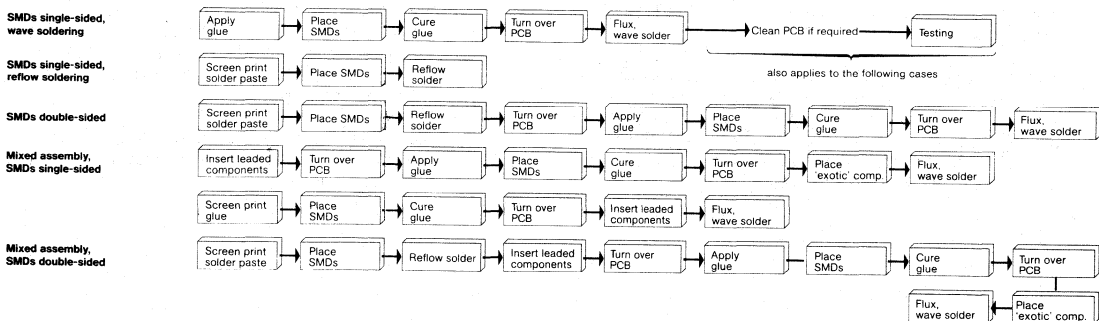 SMDs single-sided,
wave soldering
Apply
glue
Place
SMDs
Cure
glue
Turn over
PCB
Flux,
wave solder
Clean PCB if required
Testing
also applies to the following cases
SMDs single-sided,
reflow soldering
Screen print
solder paste
Place SMDs
Reflow
solder
SMDs double-sided
Screen print
solder paste
Place SMDs
Reflow
solder
Turn over
PCB
Apply
glue
Place
SMDs
Cure
glue
Turn over
PCB
Flux,
wave solder
Mixed assembly,
SMDs single-sided
Insert leaded
components
Turn over
PCB
Apply
glue
Place
SMDs
Cure
glue
Turn over
PCB
Place
'exotic' comp.
Flux,
wave solder
Screen print
glue
Place
SMDs
Cure
glue
Turn over
PCB
Insert leaded
components
Flux,
wave solder
Mixed assembly,
SMDs double-sided
Screen print
solder paste
Place
SMDs
Reflow solder
Insert leaded
components
Turn over
PCB
Apply
glue
Place
SMDs
Cure
glue
Turn over
PCB
Flux,
wave solder
Place
'exotic' comp.